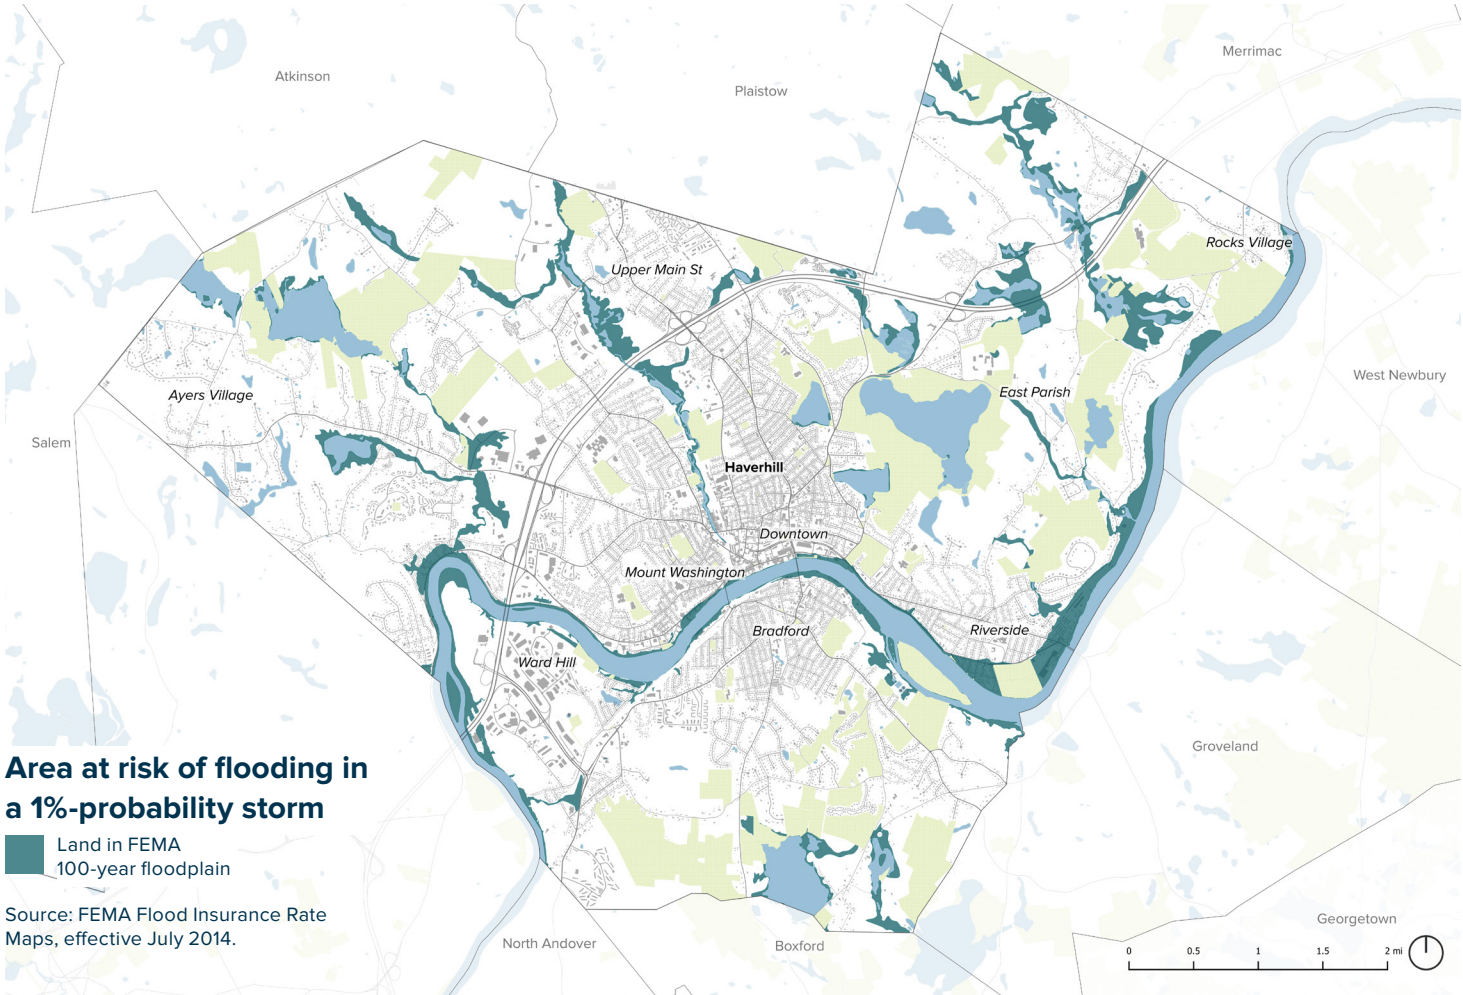 Merrimac
Atkinson
Plaistow
Rocks Village
Upper Main St
West Newbury
Ayers Village
East Parish
Salem
Haverhill
Downtown
Mount Washington
Bradford
Riverside
Ward Hill
Groveland
Area at risk of flooding in
a 1%-probability storm
Land in FEMA
100-year floodplain
Source: FEMA Flood Insurance Rate
Maps, effective July 2014.
North Andover
Boxford
Georgetown
0 0.5 1 1.5 2 mi